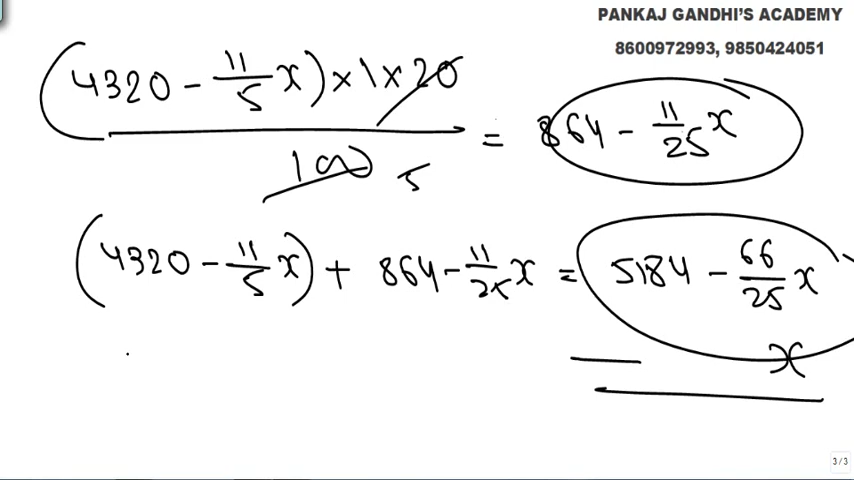 PANKAJ GANDHI'S ACADEMY
8600972993, 9850424051
(4320 - 11/5 x) × 1 × 20
100 5
= 864 - 11/25 x
(4320 - 11/5 x) + 864 - 11/25 x = 5184 - 66/25 x
— x
3 / 3